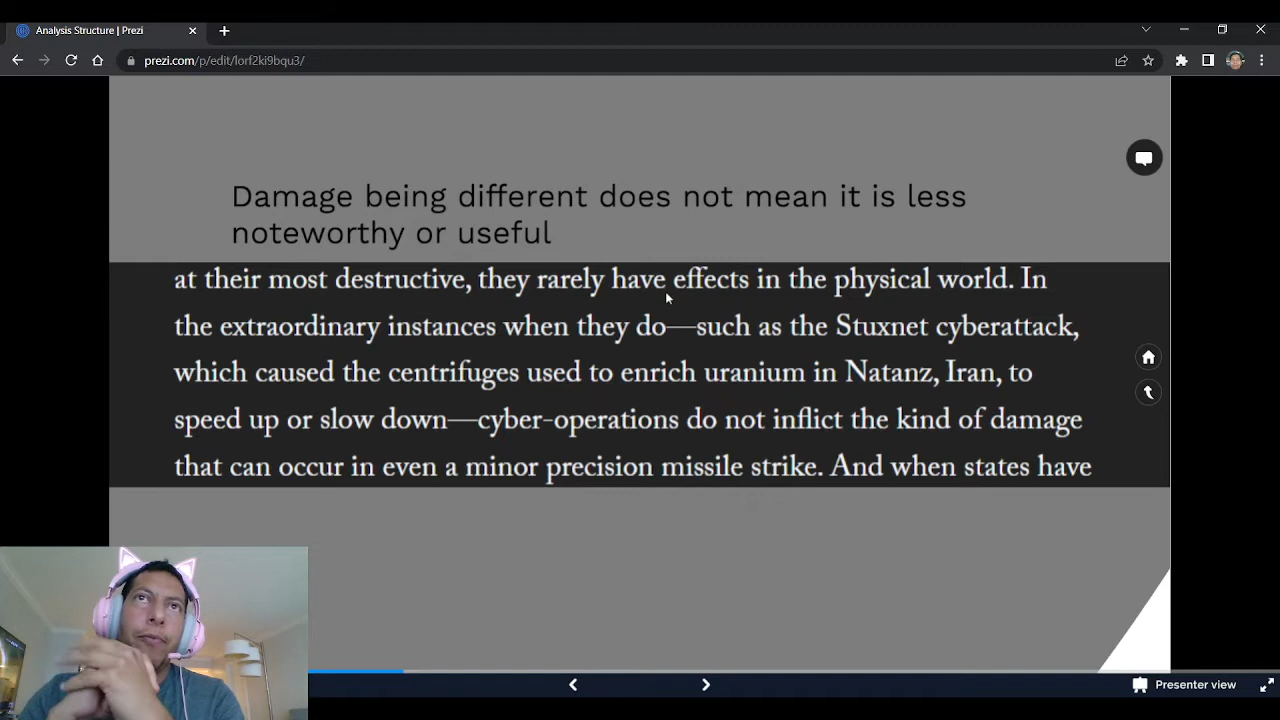 Analysis Structure | Prezi
prezi.com/p/edit/lorf2ki9bqu3/
Damage being different does not mean it is less
noteworthy or useful
at their most destructive, they rarely have effects in the physical world. In
the extraordinary instances when they do—such as the Stuxnet cyberattack,
which caused the centrifuges used to enrich uranium in Natanz, Iran, to
speed up or slow down—cyber-operations do not inflict the kind of damage
that can occur in even a minor precision missile strike. And when states have
Presenter view